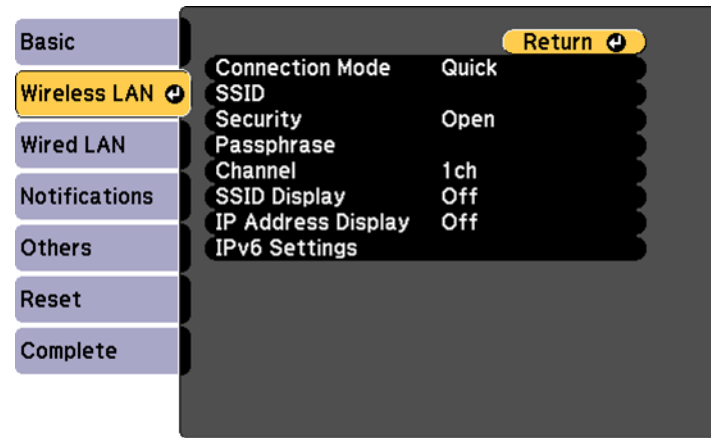 Basic
Wireless LAN
Wired LAN
Notifications
Others
Reset
Complete
Return
Connection Mode Quick
SSID
Security Open
Passphrase
Channel 1ch
SSID Display Off
IP Address Display Off
IPv6 Settings